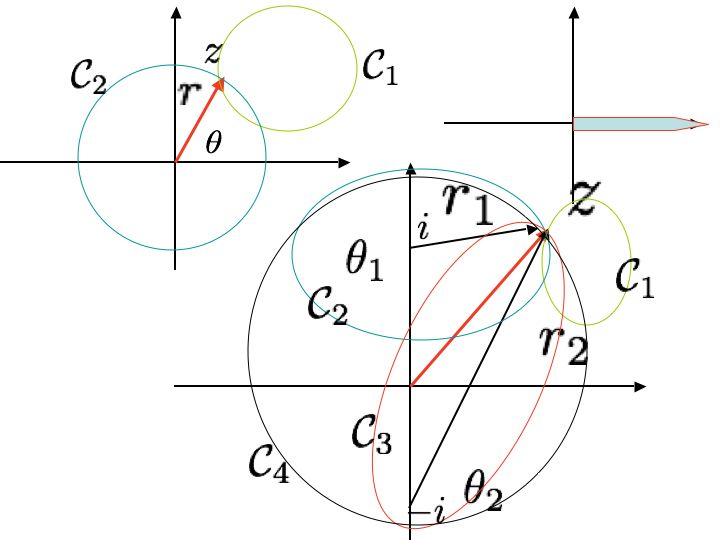 z
C₂
C₁
r
θ
z
r₁
i
θ₁
C₁
C₂
r₂
C₃
C₄
θ₂
−i